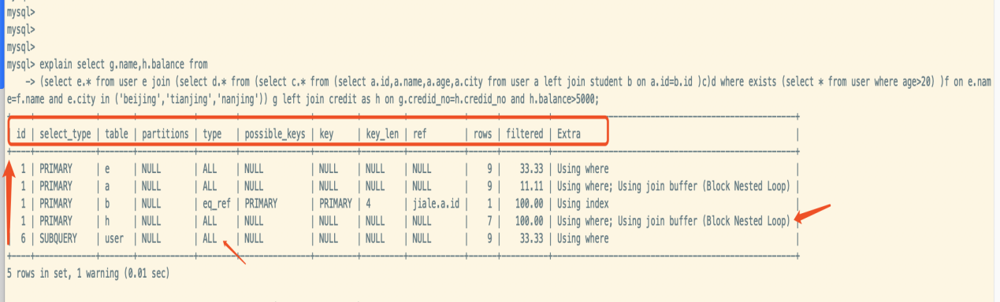 mysql>
mysql>
mysql>
mysql> explain select g.name,h.balance from
    -> (select e.* from user e join (select d.* from (select c.* from (select a.id,a.name,a.age,a.city from user a left join student b on a.id=b.id )c)d where exists (select * from user where age>20) )f on e.nam
e=f.name and e.city in ('beijing','tianjing','nanjing')) g left join credit as h on g.credid_no=h.credid_no and h.balance>5000;
| id | select_type | table | partitions | type | possible_keys | key | key_len | ref | rows | filtered | Extra |
| 1 | PRIMARY | e | NULL | ALL | NULL | NULL | NULL | NULL | 9 | 33.33 | Using where |
| 1 | PRIMARY | a | NULL | ALL | NULL | NULL | NULL | NULL | 9 | 11.11 | Using where; Using join buffer (Block Nested Loop) |
| 1 | PRIMARY | b | NULL | eq_ref | PRIMARY | PRIMARY | 4 | jiale.a.id | 1 | 100.00 | Using index |
| 1 | PRIMARY | h | NULL | ALL | NULL | NULL | NULL | NULL | 7 | 100.00 | Using where; Using join buffer (Block Nested Loop) |
| 6 | SUBQUERY | user | NULL | ALL | NULL | NULL | NULL | NULL | 9 | 33.33 | Using where |
5 rows in set, 1 warning (0.01 sec)